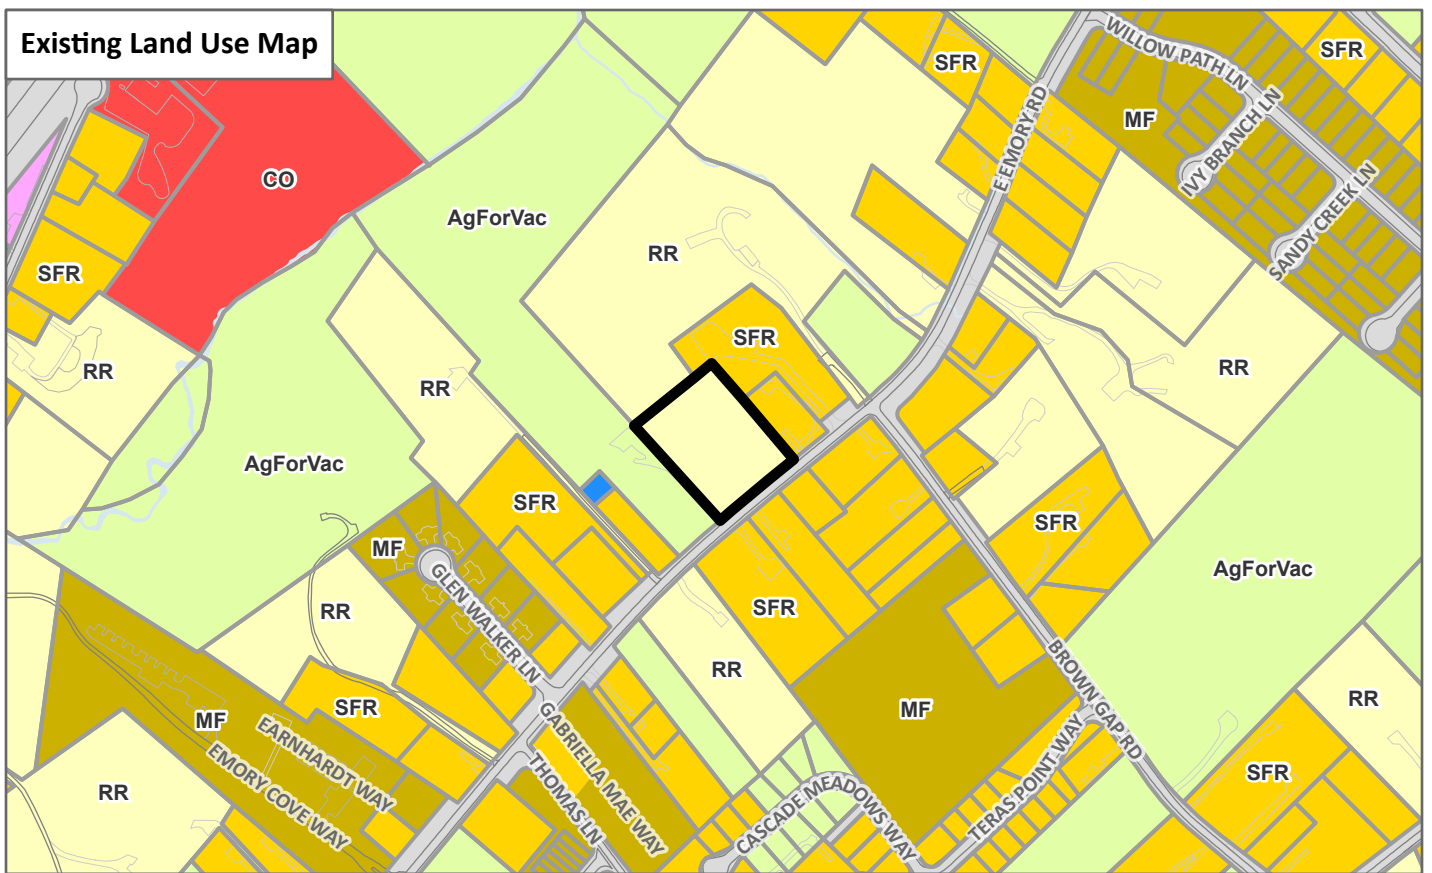 Existing Land Use Map
WILLOW PATH LN
SFR
SFR
E EMORY RD
MF
IVY BRANCH LN
CO
SANDY CREEK LN
AgForVac
RR
SFR
SFR
RR
RR
RR
AgForVac
SFR
SFR
MF
AgForVac
GLEN WALKER LN
RR
SFR
RR
BROWN GAP RD
RR
SFR
MF
MF
GABRIELLA MAE WAY
EARNHARDT WAY
EMORY COVE WAY
THOMAS LN
TERAS POINT WAY
SFR
RR
CASCADE MEADOWS WAY